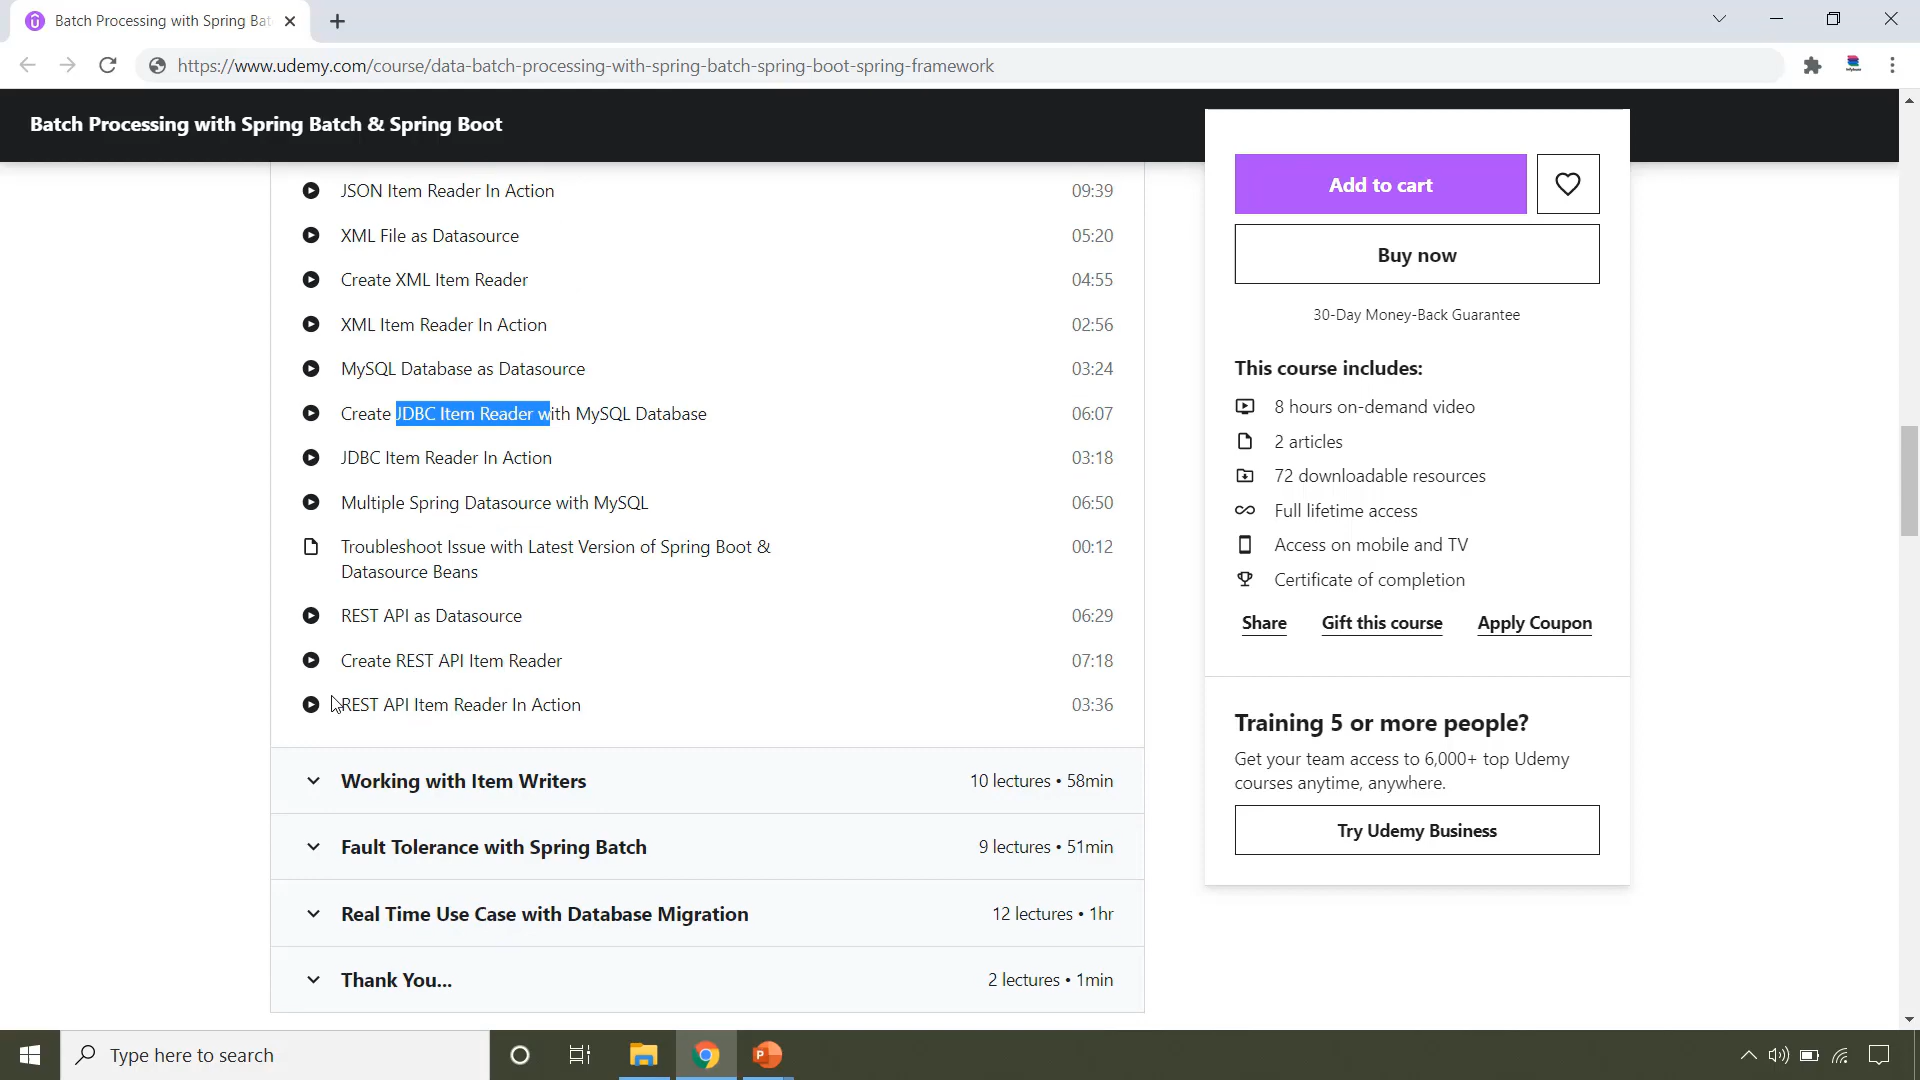 Batch Processing with Spring Bat
https://www.udemy.com/course/data-batch-processing-with-spring-batch-spring-boot-spring-framework
Batch Processing with Spring Batch & Spring Boot
JSON Item Reader In Action 09:39
XML File as Datasource 05:20
Create XML Item Reader 04:55
XML Item Reader In Action 02:56
MySQL Database as Datasource 03:24
Create JDBC Item Reader with MySQL Database 06:07
JDBC Item Reader In Action 03:18
Multiple Spring Datasource with MySQL 06:50
Troubleshoot Issue with Latest Version of Spring Boot & 00:12
Datasource Beans
REST API as Datasource 06:29
Create REST API Item Reader 07:18
REST API Item Reader In Action 03:36
Working with Item Writers 10 lectures • 58min
Fault Tolerance with Spring Batch 9 lectures • 51min
Real Time Use Case with Database Migration 12 lectures • 1hr
Thank You... 2 lectures • 1min
Add to cart
Buy now
30-Day Money-Back Guarantee
This course includes:
8 hours on-demand video
2 articles
72 downloadable resources
Full lifetime access
Access on mobile and TV
Certificate of completion
Share Gift this course Apply Coupon
Training 5 or more people?
Get your team access to 6,000+ top Udemy
courses anytime, anywhere.
Try Udemy Business
Type here to search